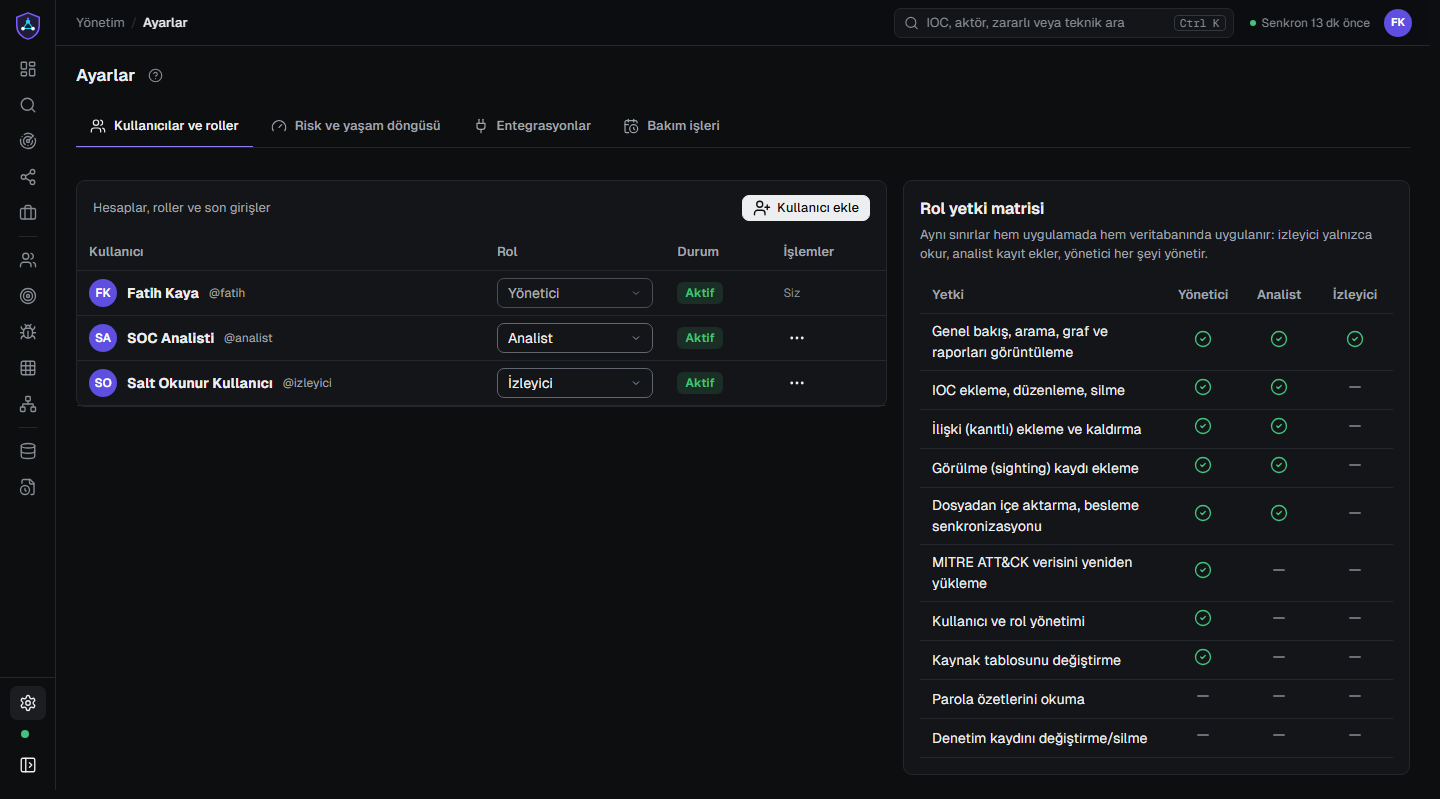 Yönetim / Ayarlar
IOC, aktör, zararlı veya teknik ara
Ctrl K
Senkron 13 dk önce
FK
Ayarlar
Kullanıcılar ve roller
Risk ve yaşam döngüsü
Entegrasyonlar
Bakım işleri
Hesaplar, roller ve son girişler
Kullanıcı ekle
Kullanıcı Rol Durum İşlemler
FK Fatih Kaya @fatih Yönetici Aktif Siz
SA SOC Analisti @analist Analist Aktif
SO Salt Okunur Kullanıcı @izleyici İzleyici Aktif
Rol yetki matrisi
Aynı sınırlar hem uygulamada hem veritabanında uygulanır: izleyici yalnızca
okur, analist kayıt ekler, yönetici her şeyi yönetir.
Yetki Yönetici Analist İzleyici
Genel bakış, arama, graf ve
raporları görüntüleme
IOC ekleme, düzenleme, silme
İlişki (kanıtlı) ekleme ve kaldırma
Görülme (sighting) kaydı ekleme
Dosyadan içe aktarma, besleme
senkronizasyonu
MITRE ATT&CK verisini yeniden
yükleme
Kullanıcı ve rol yönetimi
Kaynak tablosunu değiştirme
Parola özetlerini okuma
Denetim kaydını değiştirme/silme